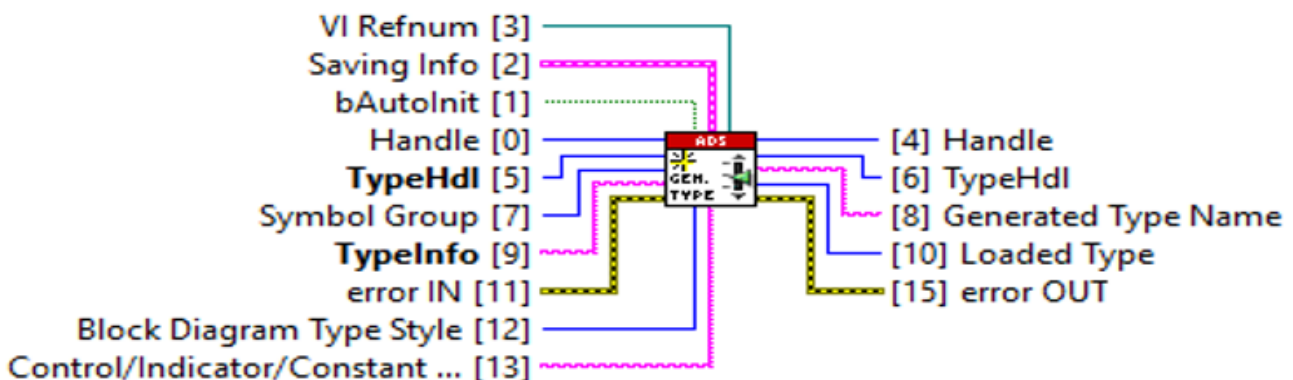 VI Refnum [3]
Saving Info [2]
bAutoInit [1]
Handle [0]
TypeHdl [5]
Symbol Group [7]
TypeInfo [9]
error IN [11]
Block Diagram Type Style [12]
Control/Indicator/Constant ... [13]
ADS
GEN.
TYPE
[4] Handle
[6] TypeHdl
[8] Generated Type Name
[10] Loaded Type
[15] error OUT